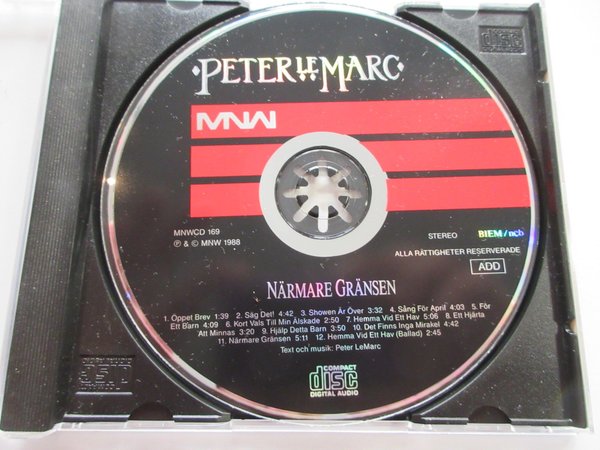 COMPACT
disc
·PETER LEMARC·
MNW
MNWCD 169
℗ & © MNW 1988
STEREO
BIEM / ncb
ALLA RÄTTIGHETER RESERVERADE
ADD
NÄRMARE GRÄNSEN
1. Öppet Brev 1:39 2. Säg Det! 4:42 3. Showen Är Över 3:32 4. Sång För April 4:03 5. För
Ett Barn 4:09 6. Kort Vals Till Min Älskade 2:50 7. Hemma Vid Ett Hav 5:06 8. Ett Hjärta
Att Minnas 3:20 9. Hjälp Detta Barn 3:50 10. Det Finns Inga Mirakel 4:42
11. Närmare Gränsen 5:11 12. Hemma Vid Ett Hav (Ballad) 2:45
Text och musik: Peter LeMarc
COMPACT
disc
DIGITAL AUDIO